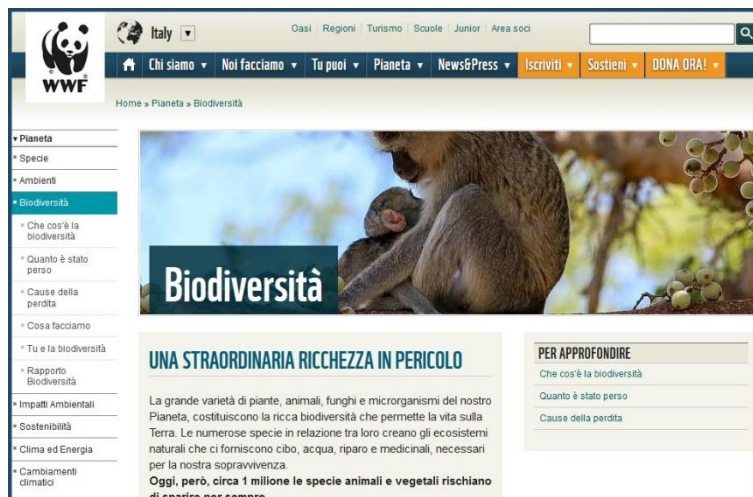 WWF
Italy
Oasi Regioni Turismo Scuole Junior Area soci
Chi siamo Noi facciamo Tu puoi Pianeta News&Press Iscriviti Sostieni DONA ORA!
Home » Pianeta » Biodiversità
Pianeta
Specie
Ambienti
Biodiversità
Che cos'è la
biodiversità
Quanto è stato
perso
Cause della
perdita
Cosa facciamo
Tu e la biodiversità
Rapporto
Biodiversità
Impatti Ambientali
Sostenibilità
Clima ed Energia
Cambiamenti
climatici
Biodiversità
UNA STRAORDINARIA RICCHEZZA IN PERICOLO
La grande varietà di piante, animali, funghi e microrganismi del nostro
Pianeta, costituiscono la ricca biodiversità che permette la vita sulla
Terra. Le numerose specie in relazione tra loro creano gli ecosistemi
naturali che ci forniscono cibo, acqua, riparo e medicinali, necessari
per la nostra sopravvivenza.
Oggi, però, circa 1 milione le specie animali e vegetali rischiano
di sparire per sempre
PER APPROFONDIRE
Che cos'è la biodiversità
Quanto è stato perso
Cause della perdita